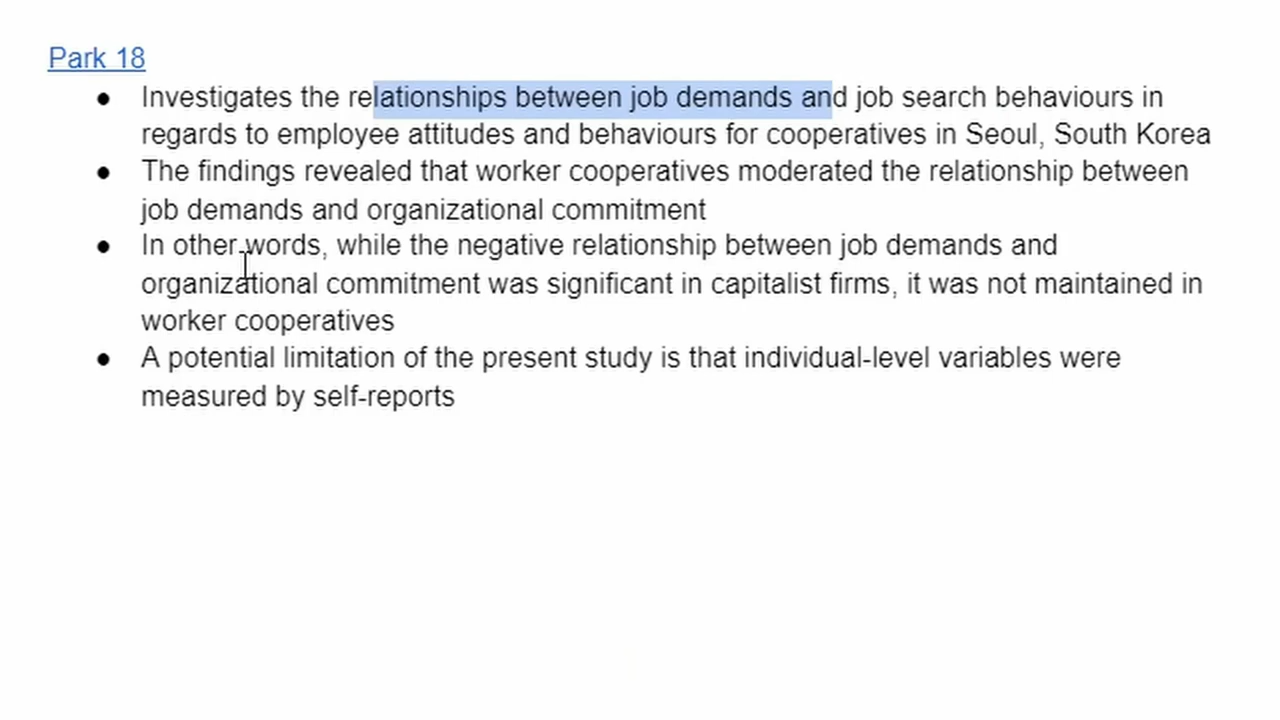 Park 18
● Investigates the relationships between job demands and job search behaviours in
regards to employee attitudes and behaviours for cooperatives in Seoul, South Korea
● The findings revealed that worker cooperatives moderated the relationship between
job demands and organizational commitment
● In other words, while the negative relationship between job demands and
organizational commitment was significant in capitalist firms, it was not maintained in
worker cooperatives
● A potential limitation of the present study is that individual-level variables were
measured by self-reports